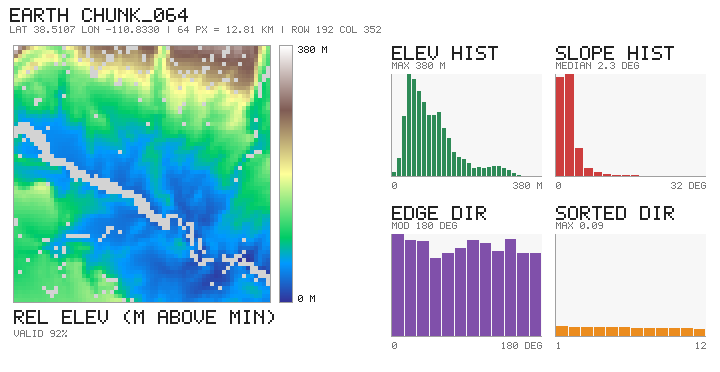 EARTH CHUNK_064
LAT 38.5107 LON -110.8330 | 64 PX = 12.81 KM | ROW 192 COL 352
380 M
0 M
REL ELEV (M ABOVE MIN)
VALID 92%
ELEV HIST
MAX 380 M
0 380 M
SLOPE HIST
MEDIAN 2.3 DEG
0 32 DEG
EDGE DIR
MOD 180 DEG
0 180 DEG
SORTED DIR
MAX 0.09
1 12